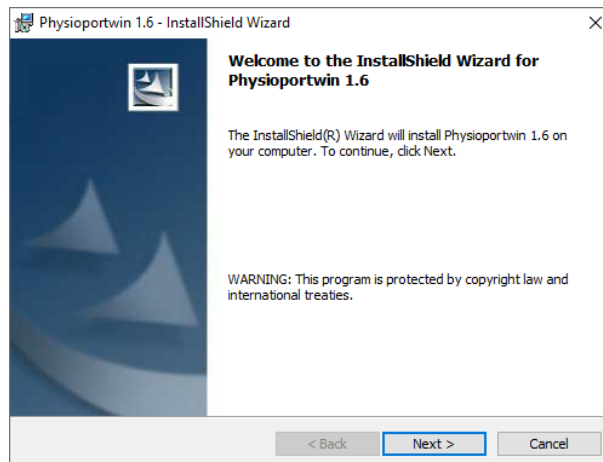 Physioportwin 1.6 - InstallShield Wizard
Welcome to the InstallShield Wizard for
Physioportwin 1.6
The InstallShield(R) Wizard will install Physioportwin 1.6 on
your computer. To continue, click Next.
WARNING: This program is protected by copyright law and
international treaties.
< Back
Next >
Cancel